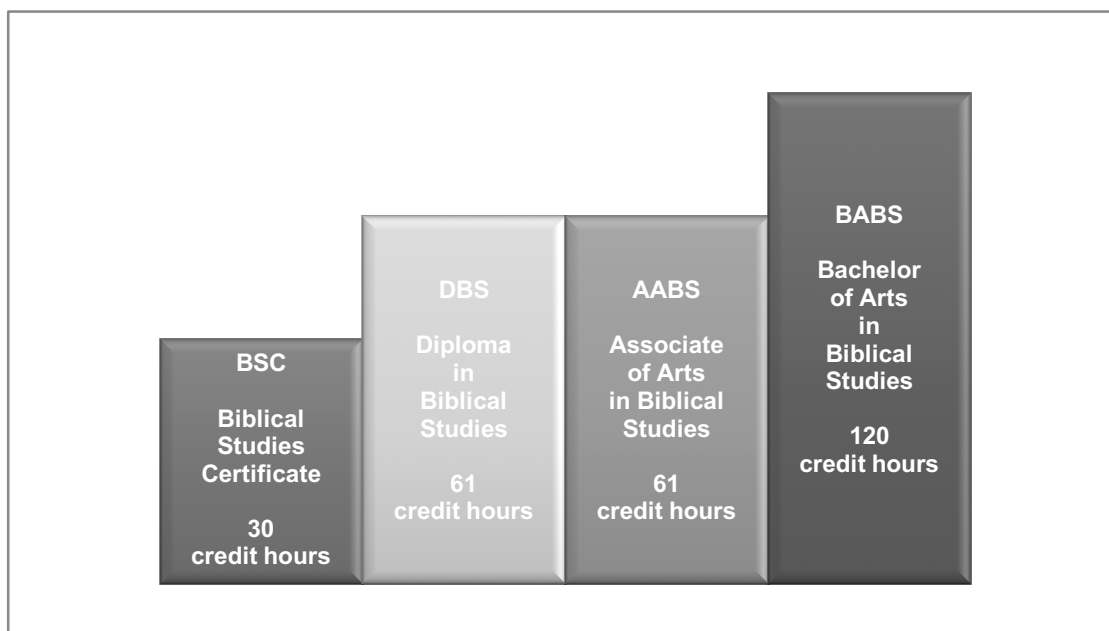 BSC
Biblical
Studies
Certificate
30
credit hours
DBS
Diploma
in
Biblical
Studies
61
credit hours
AABS
Associate
of Arts
in Biblical
Studies
61
credit hours
BABS
Bachelor
of Arts
in
Biblical
Studies
120
credit hours